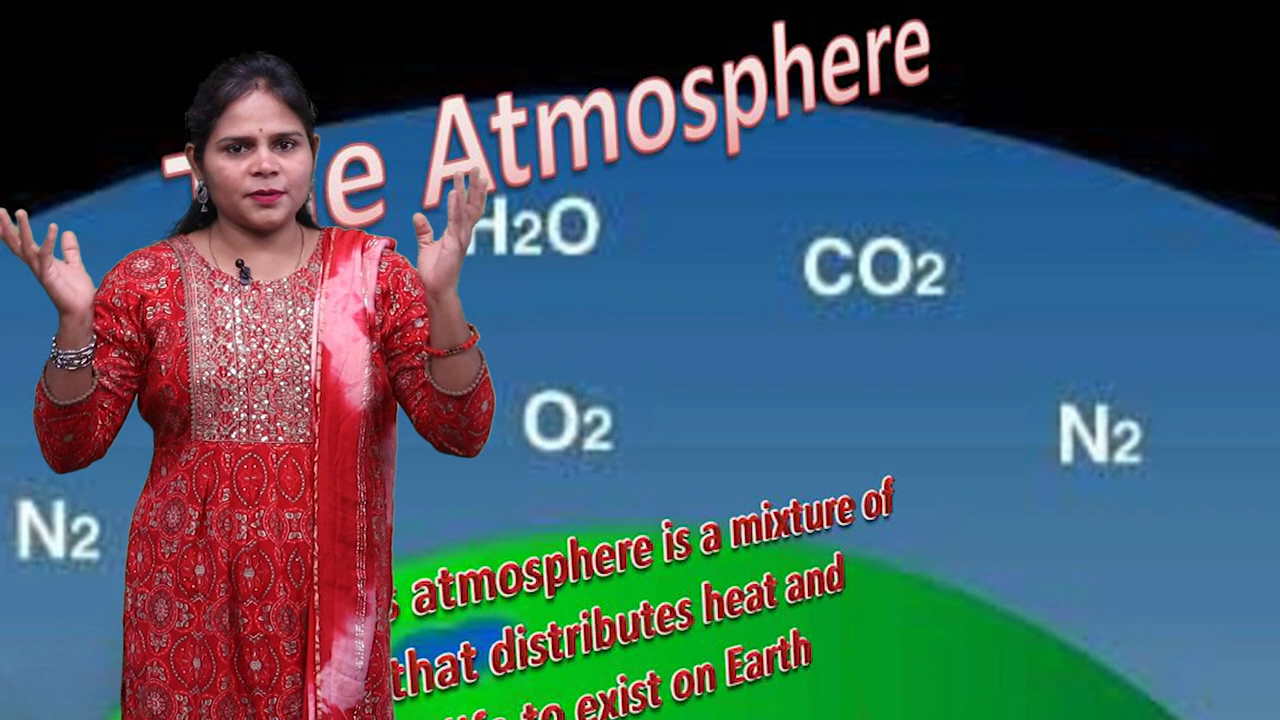 Atmosphere
H2O
CO2
O2
N2
N2
atmosphere is a mixture of
that distributes heat and
to exist on Earth